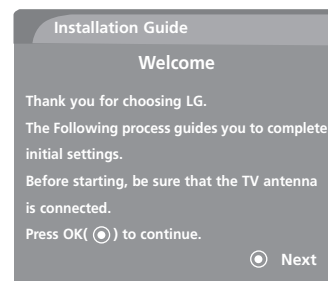 Installation Guide
Welcome
Thank you for choosing LG.
The Following process guides you to complete
initial settings.
Before starting, be sure that the TV antenna
is connected.
Press OK( ◉ ) to continue.
◉ Next